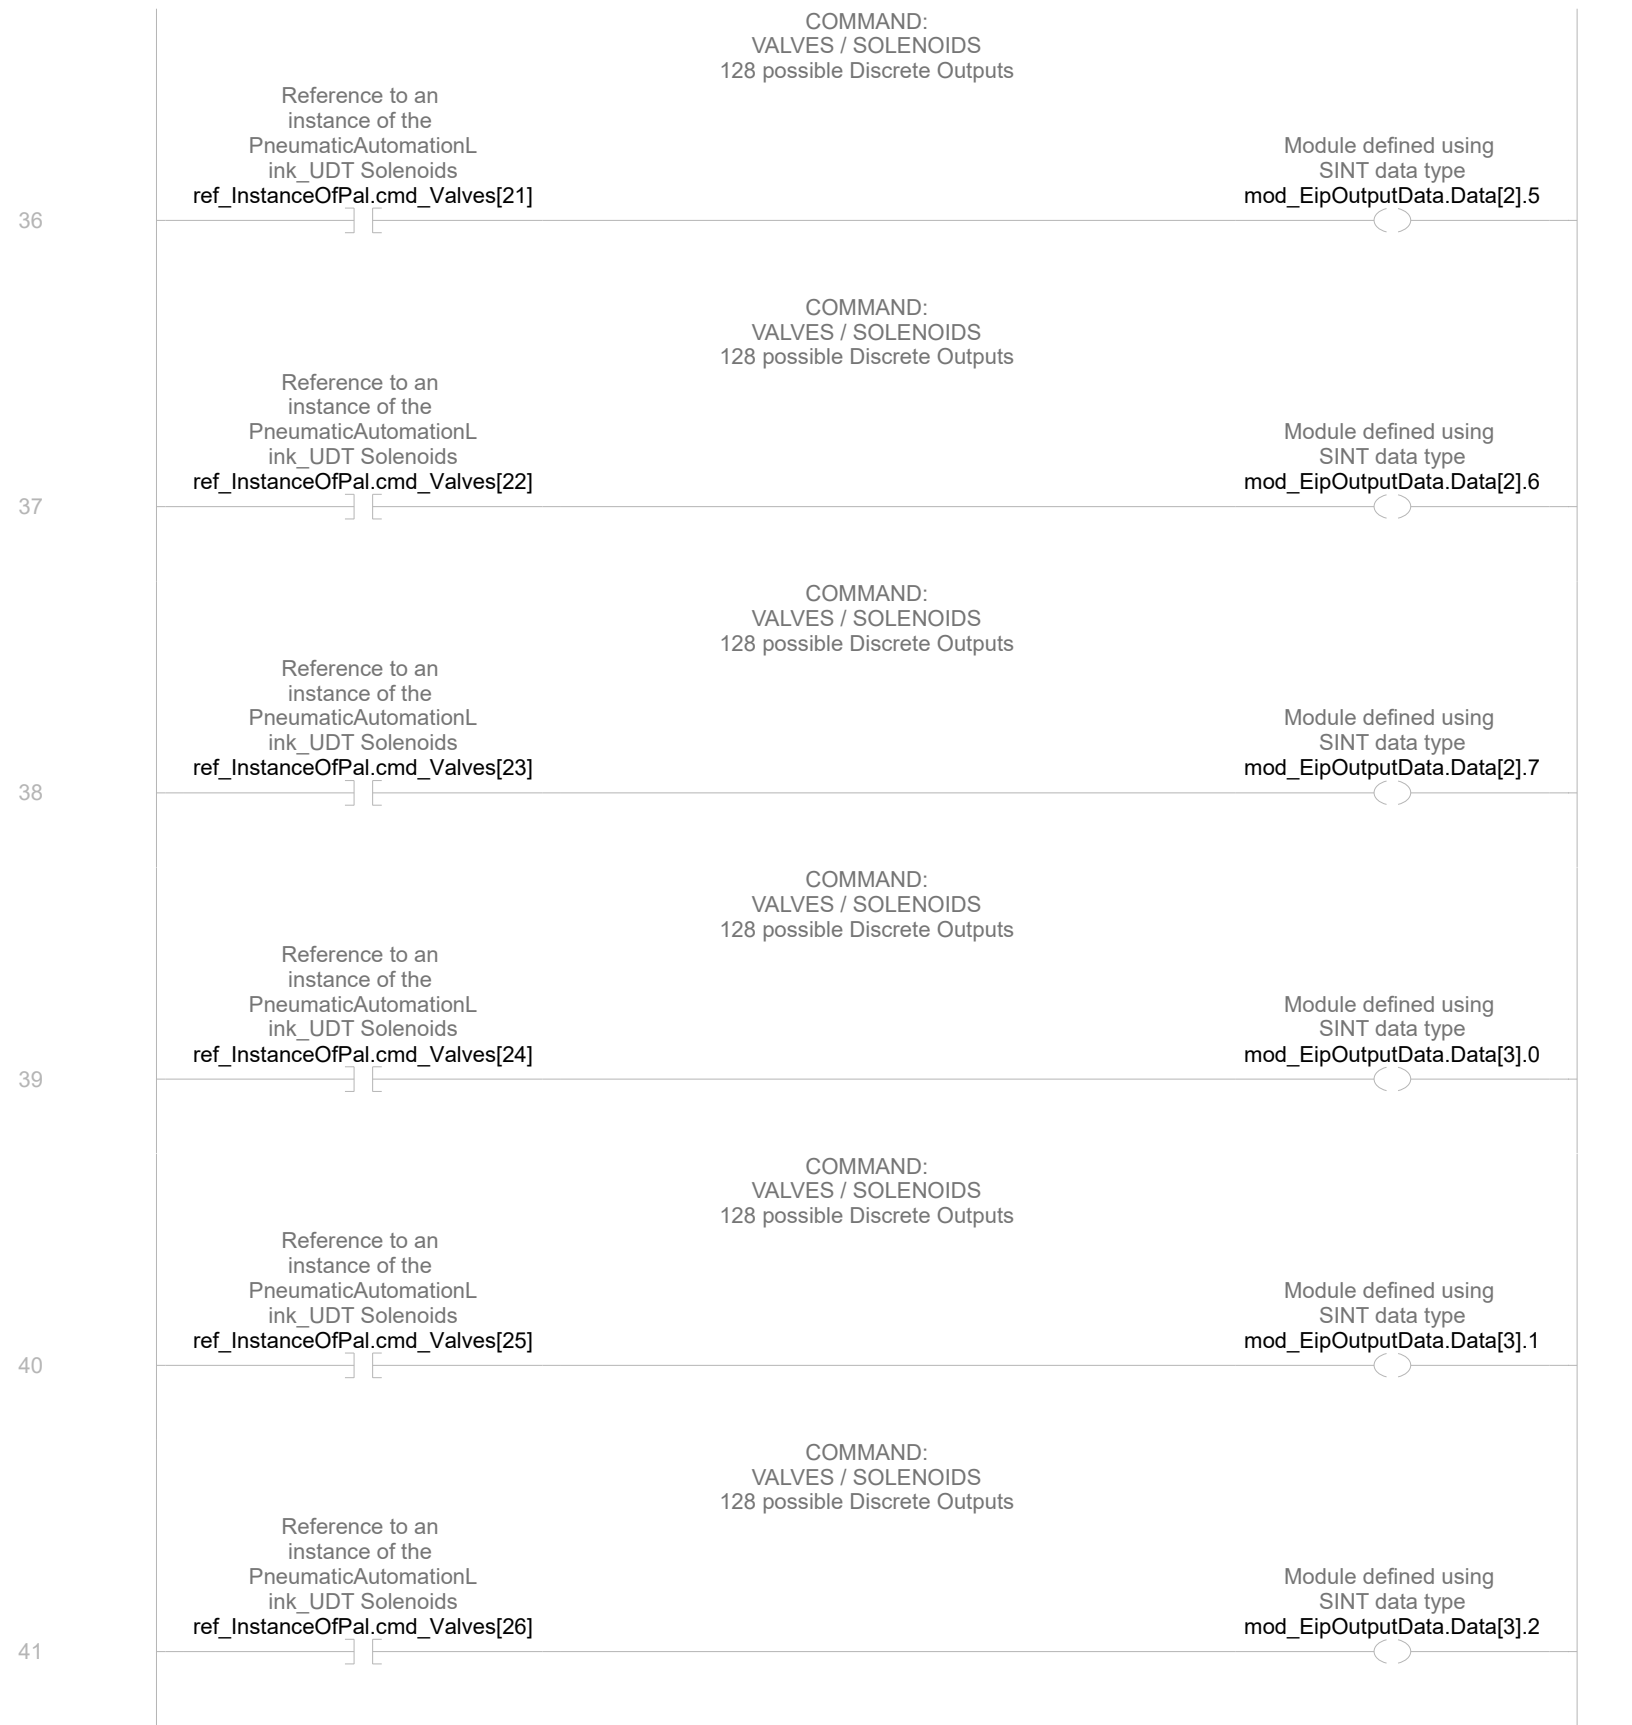 COMMAND:
VALVES / SOLENOIDS
128 possible Discrete Outputs
Reference to an
instance of the
PneumaticAutomationL
ink_UDT Solenoids
ref_InstanceOfPal.cmd_Valves[21]
Module defined using
SINT data type
mod_EipOutputData.Data[2].5
36
COMMAND:
VALVES / SOLENOIDS
128 possible Discrete Outputs
Reference to an
instance of the
PneumaticAutomationL
ink_UDT Solenoids
ref_InstanceOfPal.cmd_Valves[22]
Module defined using
SINT data type
mod_EipOutputData.Data[2].6
37
COMMAND:
VALVES / SOLENOIDS
128 possible Discrete Outputs
Reference to an
instance of the
PneumaticAutomationL
ink_UDT Solenoids
ref_InstanceOfPal.cmd_Valves[23]
Module defined using
SINT data type
mod_EipOutputData.Data[2].7
38
COMMAND:
VALVES / SOLENOIDS
128 possible Discrete Outputs
Reference to an
instance of the
PneumaticAutomationL
ink_UDT Solenoids
ref_InstanceOfPal.cmd_Valves[24]
Module defined using
SINT data type
mod_EipOutputData.Data[3].0
39
COMMAND:
VALVES / SOLENOIDS
128 possible Discrete Outputs
Reference to an
instance of the
PneumaticAutomationL
ink_UDT Solenoids
ref_InstanceOfPal.cmd_Valves[25]
Module defined using
SINT data type
mod_EipOutputData.Data[3].1
40
COMMAND:
VALVES / SOLENOIDS
128 possible Discrete Outputs
Reference to an
instance of the
PneumaticAutomationL
ink_UDT Solenoids
ref_InstanceOfPal.cmd_Valves[26]
Module defined using
SINT data type
mod_EipOutputData.Data[3].2
41